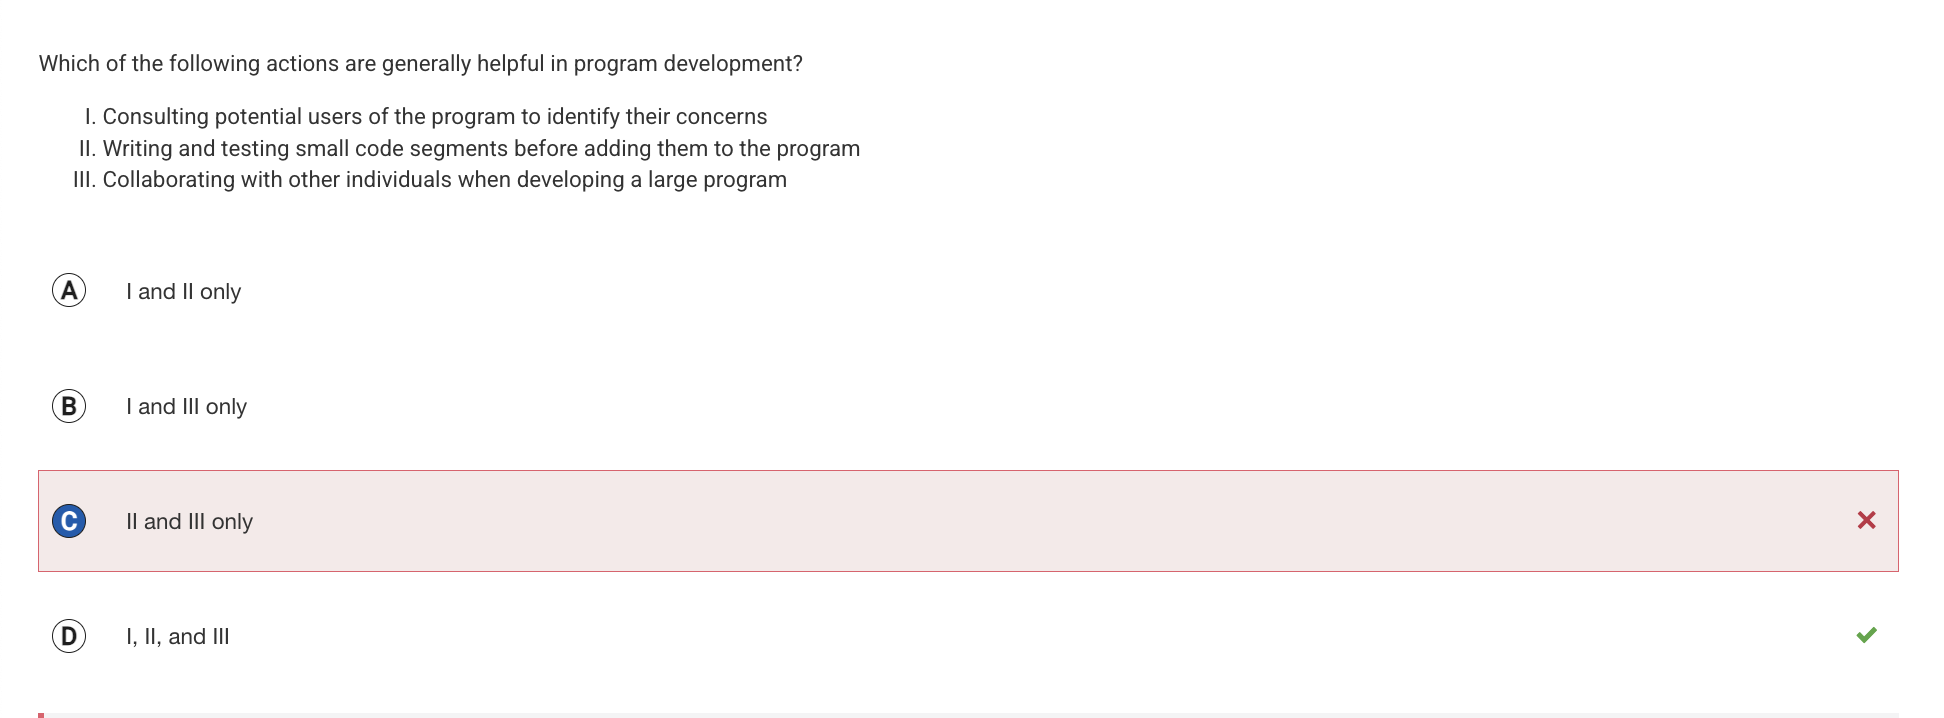 Which of the following actions are generally helpful in program development?
I. Consulting potential users of the program to identify their concerns
II. Writing and testing small code segments before adding them to the program
III. Collaborating with other individuals when developing a large program
A I and II only
B I and III only
C II and III only
D I, II, and III